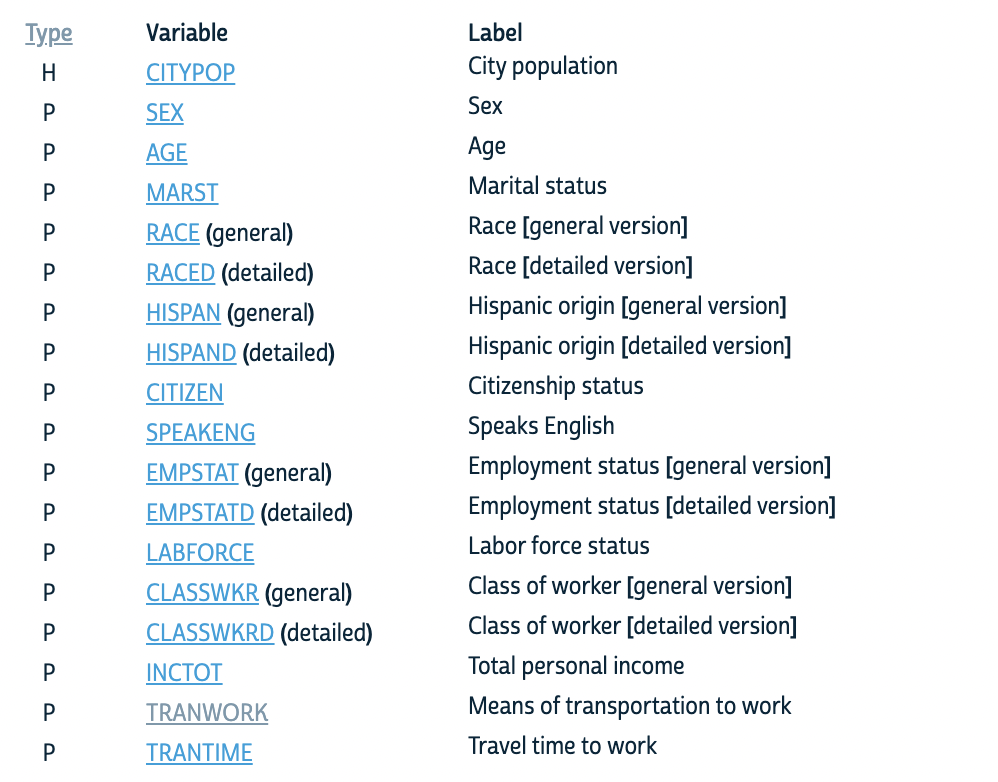 Type Variable Label
H CITYPOP City population
P SEX Sex
P AGE Age
P MARST Marital status
P RACE (general) Race [general version]
P RACED (detailed) Race [detailed version]
P HISPAN (general) Hispanic origin [general version]
P HISPAND (detailed) Hispanic origin [detailed version]
P CITIZEN Citizenship status
P SPEAKENG Speaks English
P EMPSTAT (general) Employment status [general version]
P EMPSTATD (detailed) Employment status [detailed version]
P LABFORCE Labor force status
P CLASSWKR (general) Class of worker [general version]
P CLASSWKRD (detailed) Class of worker [detailed version]
P INCTOT Total personal income
P TRANWORK Means of transportation to work
P TRANTIME Travel time to work